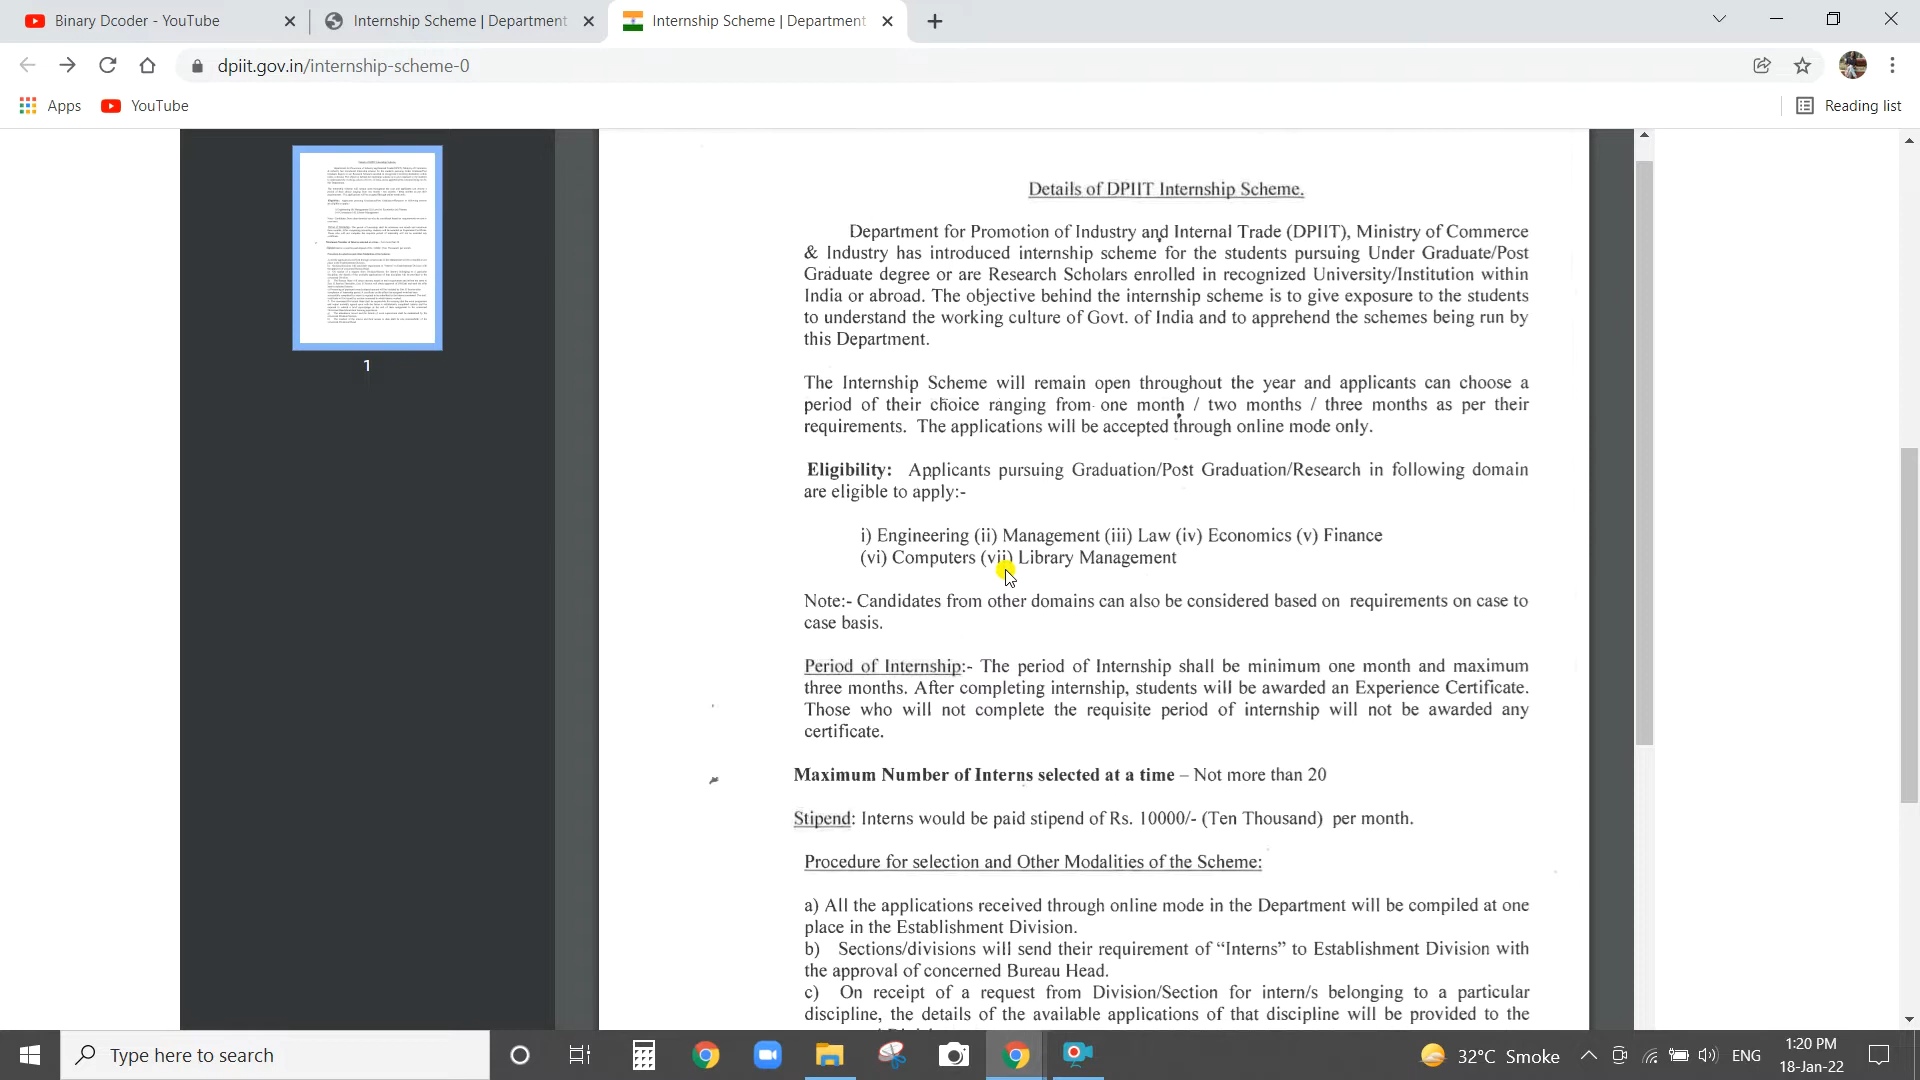 Binary Dcoder - YouTube
Internship Scheme | Department
Internship Scheme | Department
dpiit.gov.in/internship-scheme-0
Apps
YouTube
Reading list
1
Details of DPIIT Internship Scheme.
Department for Promotion of Industry and Internal Trade (DPIIT), Ministry of Commerce
& Industry has introduced internship scheme for the students pursuing Under Graduate/Post
Graduate degree or are Research Scholars enrolled in recognized University/Institution within
India or abroad. The objective behind the internship scheme is to give exposure to the students
to understand the working culture of Govt. of India and to apprehend the schemes being run by
this Department.
The Internship Scheme will remain open throughout the year and applicants can choose a
period of their choice ranging from one month / two months / three months as per their
requirements. The applications will be accepted through online mode only.
Eligibility: Applicants pursuing Graduation/Post Graduation/Research in following domain
are eligible to apply:-
i) Engineering (ii) Management (iii) Law (iv) Economics (v) Finance
(vi) Computers (vii) Library Management
Note:- Candidates from other domains can also be considered based on requirements on case to
case basis.
Period of Internship:- The period of Internship shall be minimum one month and maximum
three months. After completing internship, students will be awarded an Experience Certificate.
Those who will not complete the requisite period of internship will not be awarded any
certificate.
Maximum Number of Interns selected at a time – Not more than 20
Stipend: Interns would be paid stipend of Rs. 10000/- (Ten Thousand) per month.
Procedure for selection and Other Modalities of the Scheme:
a) All the applications received through online mode in the Department will be compiled at one
place in the Establishment Division.
b) Sections/divisions will send their requirement of “Interns” to Establishment Division with
the approval of concerned Bureau Head.
c) On receipt of a request from Division/Section for intern/s belonging to a particular
discipline, the details of the available applications of that discipline will be provided to the
Type here to search
32°C Smoke
ENG
1:20 PM
18-Jan-22